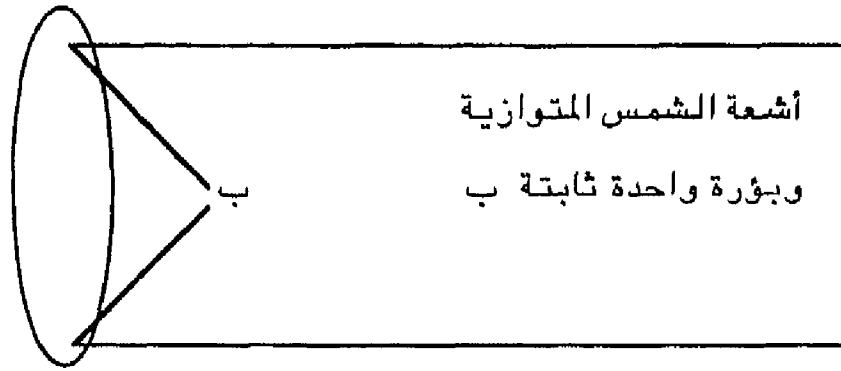 أشعة الشمس المتوازية
وبؤرة واحدة ثابتة ب
ب